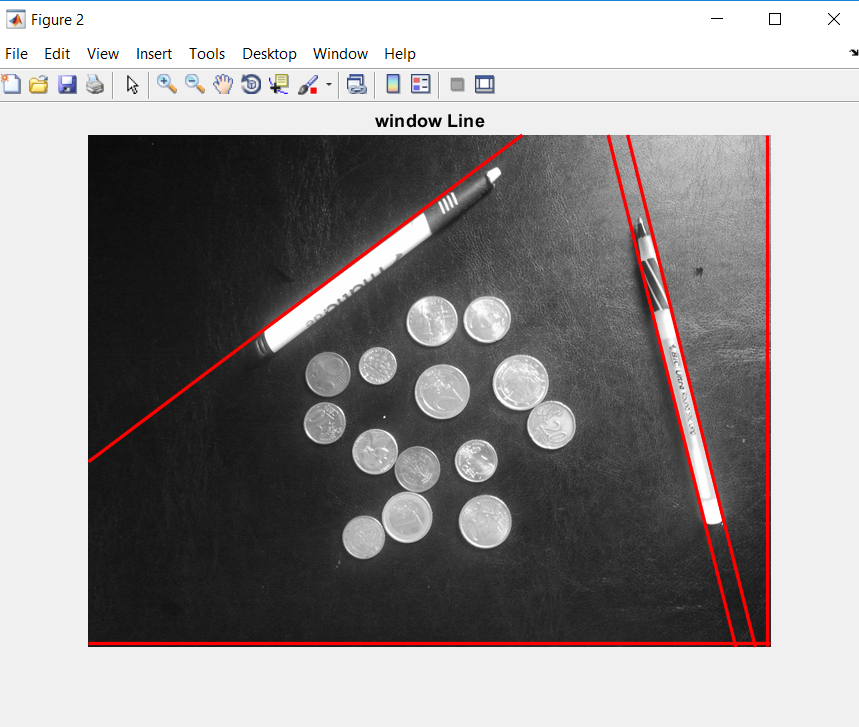 Figure 2
File Edit View Insert Tools Desktop Window Help
window Line